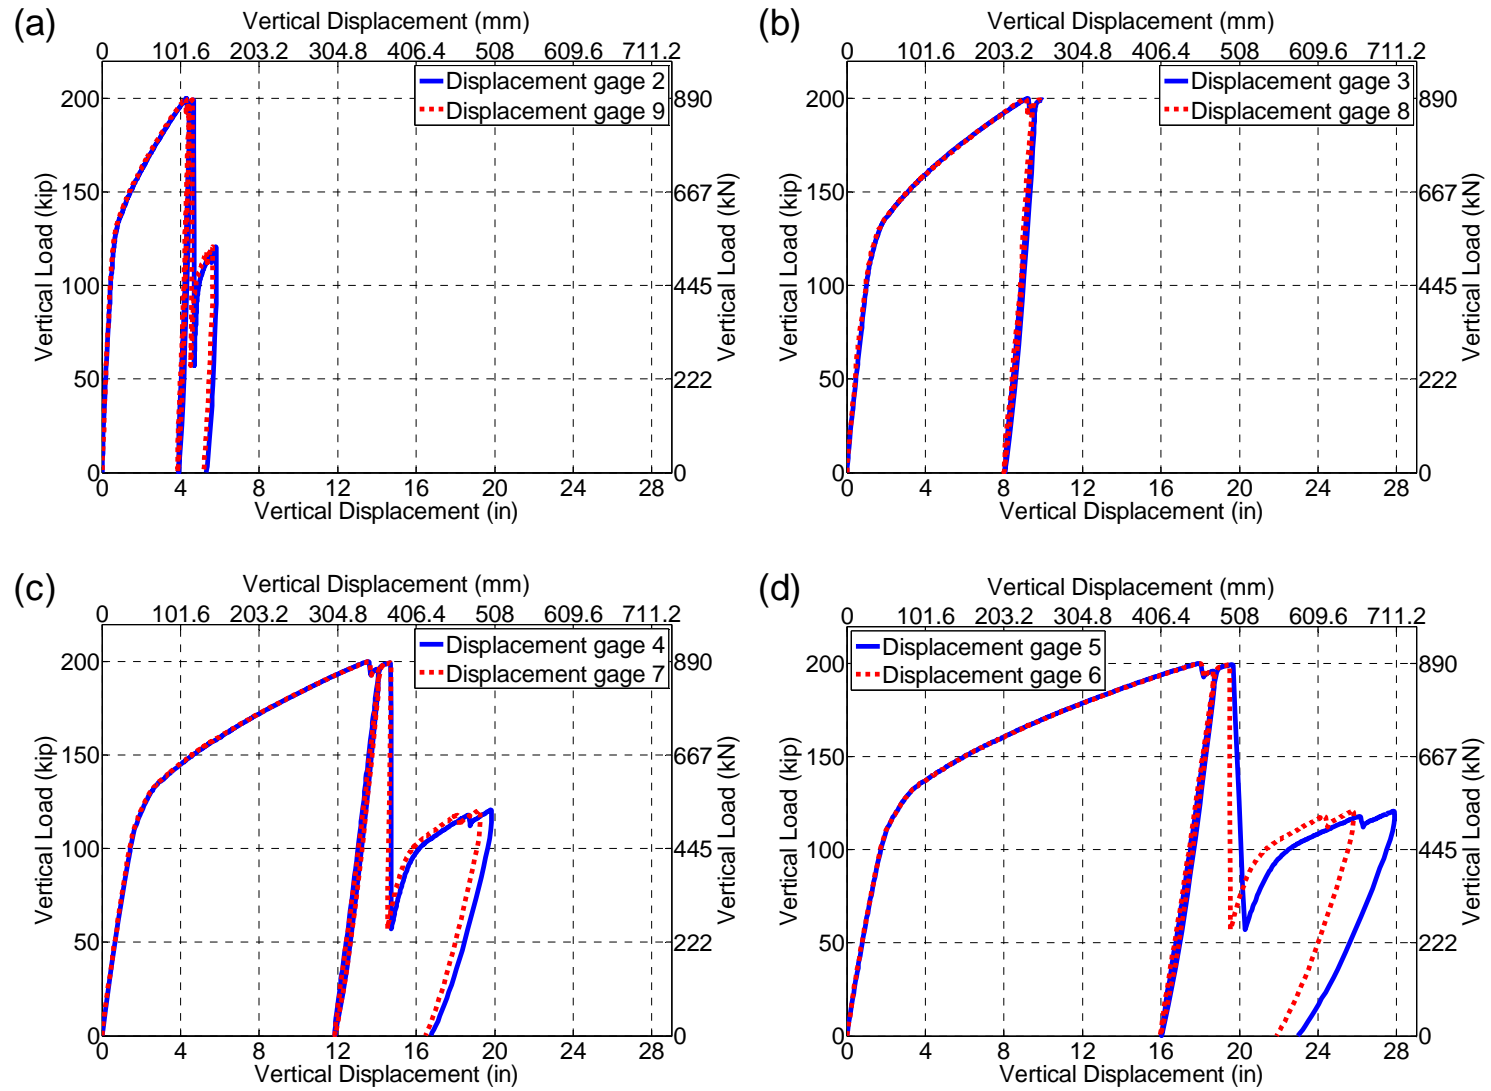 (a)
Vertical Displacement (mm)
0 101.6 203.2 304.8 406.4 508 609.6 711.2
Displacement gage 2
Displacement gage 9
Vertical Load (kip)
200
150
100
50
0
Vertical Load (kN)
890
667
445
222
0
0 4 8 12 16 20 24 28
Vertical Displacement (in)
(b)
Vertical Displacement (mm)
0 101.6 203.2 304.8 406.4 508 609.6 711.2
Displacement gage 3
Displacement gage 8
Vertical Load (kip)
200
150
100
50
0
Vertical Load (kN)
890
667
445
222
0
0 4 8 12 16 20 24 28
Vertical Displacement (in)
(c)
Vertical Displacement (mm)
0 101.6 203.2 304.8 406.4 508 609.6 711.2
Displacement gage 4
Displacement gage 7
Vertical Load (kip)
200
150
100
50
0
Vertical Load (kN)
890
667
445
222
0
0 4 8 12 16 20 24 28
Vertical Displacement (in)
(d)
Vertical Displacement (mm)
0 101.6 203.2 304.8 406.4 508 609.6 711.2
Displacement gage 5
Displacement gage 6
Vertical Load (kip)
200
150
100
50
0
Vertical Load (kN)
890
667
445
222
0
0 4 8 12 16 20 24 28
Vertical Displacement (in)